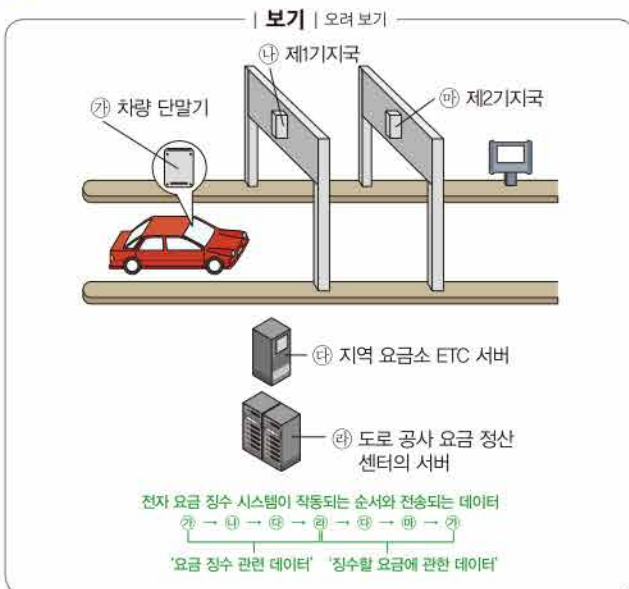 | 보기 | 오려 보기
㉯ 제1기지국
㉮ 차량 단말기
㉲ 제2기지국
㉰ 지역 요금소 ETC 서버
㉱ 도로 공사 요금 정산
센터의 서버
전자 요금 징수 시스템이 작동되는 순서와 전송되는 데이터
㉮ → ㉯ → ㉰ → ㉱ → ㉰ → ㉲ → ㉮
‘요금 징수 관련 데이터’ ‘징수할 요금에 관한 데이터’